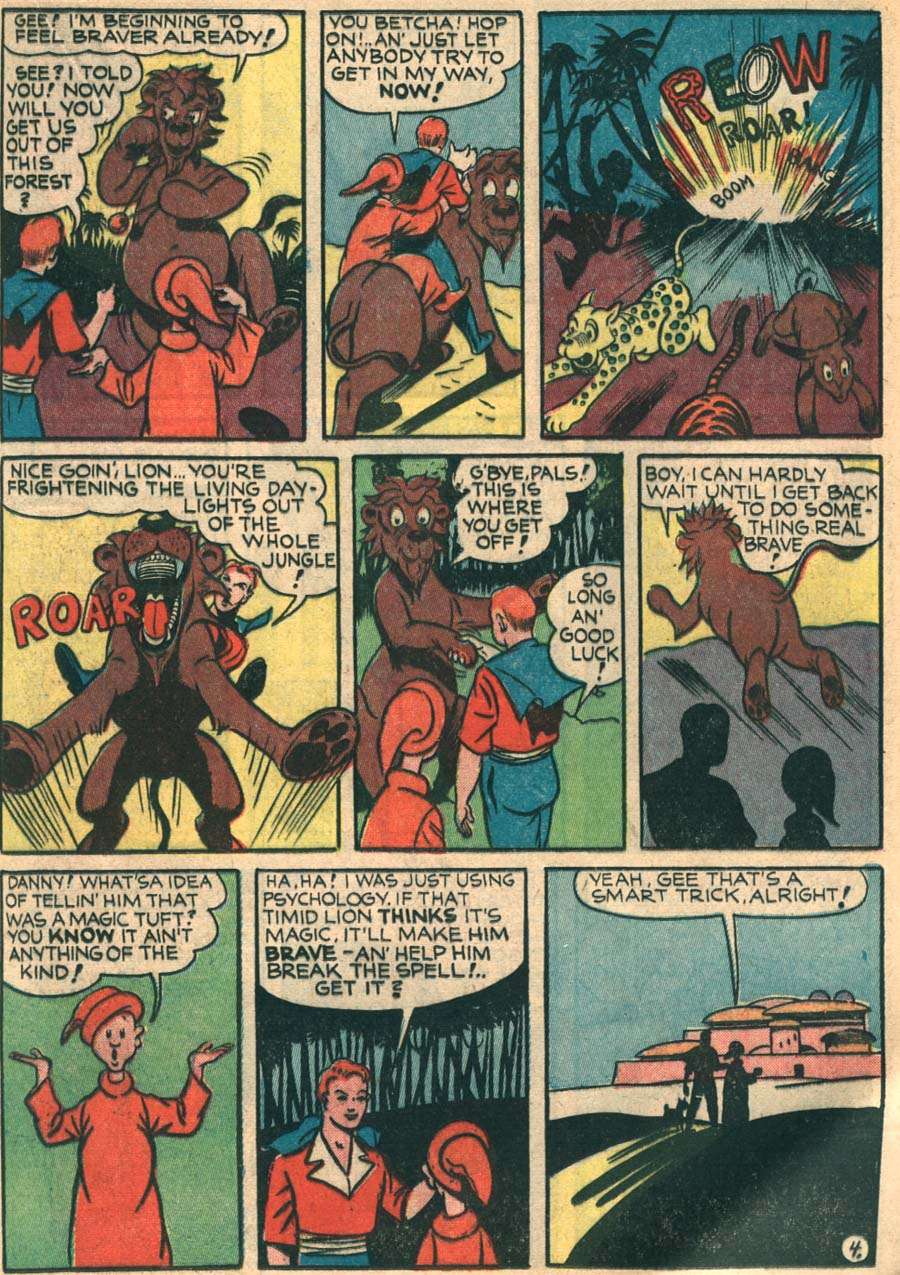 GEE! I'M BEGINNING TO
FEEL BRAVER ALREADY!
SEE? I TOLD
YOU! NOW
WILL YOU
GET US
OUT OF
THIS
FOREST
?
YOU BETCHA! HOP
ON!.. AN' JUST LET
ANYBODY TRY TO
GET IN MY WAY,
NOW!
REOW
ROAR!
BANG
BOOM
NICE GOIN', LION... YOU'RE
FRIGHTENING THE LIVING DAY-
LIGHTS OUT
OF THE
WHOLE
JUNGLE
!
ROAR
G'BYE, PALS!
THIS IS
WHERE
YOU GET
OFF!
SO
LONG
AN'
GOOD
LUCK
!
BOY, I CAN HARDLY
WAIT UNTIL I GET BACK
TO DO SOME-
THING REAL
BRAVE
!
DANNY! WHAT'SA IDEA
OF TELLIN' HIM THAT
WAS A MAGIC TUFT?
YOU KNOW IT AIN'T
ANYTHING OF THE
KIND!
HA, HA! I WAS JUST USING
PSYCHOLOGY. IF THAT
TIMID LION THINKS IT'S
MAGIC, IT'LL MAKE HIM
BRAVE - AN' HELP HIM
BREAK THE SPELL!..
GET IT?
YEAH, GEE THAT'S A
SMART TRICK, ALRIGHT!
4.